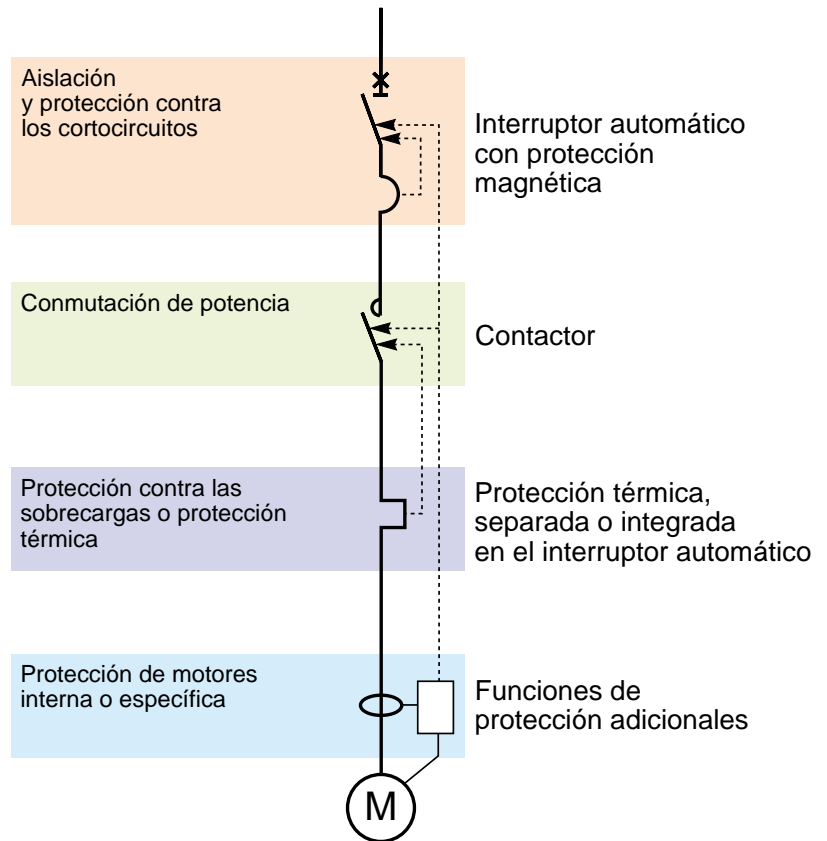 Aislación
y protección contra
los cortocircuitos
Interruptor automático
con protección
magnética
Conmutación de potencia
Contactor
Protección contra las
sobrecargas o protección
térmica
Protección térmica,
separada o integrada
en el interruptor automático
Protección de motores
interna o específica
Funciones de
protección adicionales
M